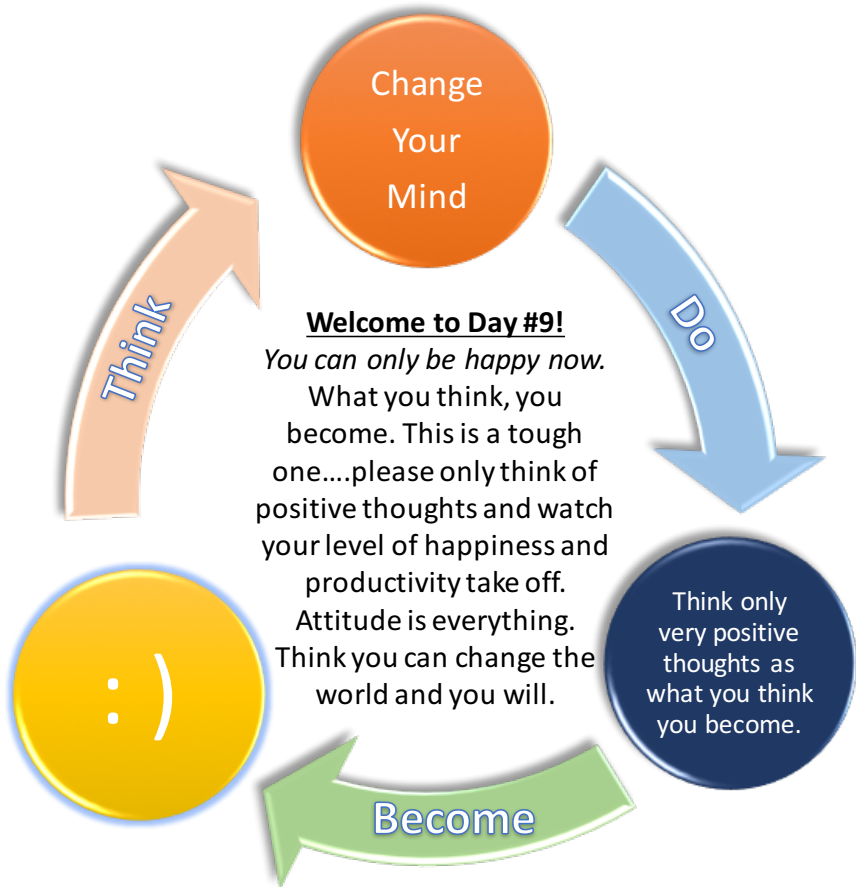 Change
Your
Mind
Do
Think
Welcome to Day #9!
You can only be happy now.
What you think, you
become. This is a tough
one....please only think of
positive thoughts and watch
your level of happiness and
productivity take off.
Attitude is everything.
Think you can change the
world and you will.
Think only
very positive
thoughts as
what you think
you become.
: )
Become